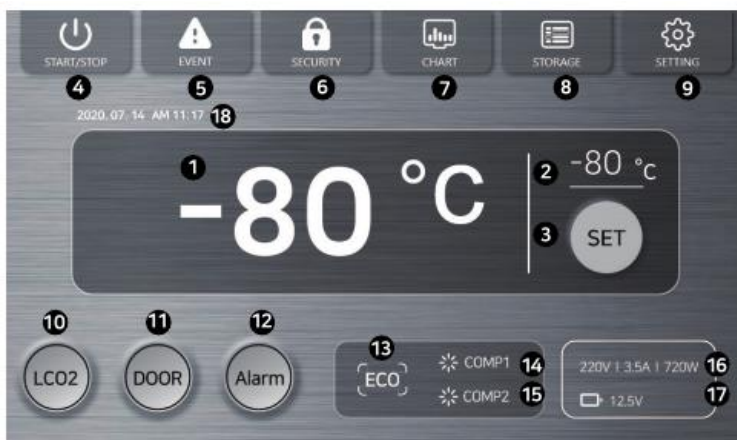 START/STOP EVENT SECURITY CHART STORAGE SETTING
4 5 6 7 8 9
2020. 07. 14 AM 11:17 18
1 -80 °C
2 -80 °C
3 SET
10 11 12
LCO2 DOOR Alarm
13 ECO
COMP1 14
COMP2 15
220V | 3.5A | 720W 16
12.5V 17